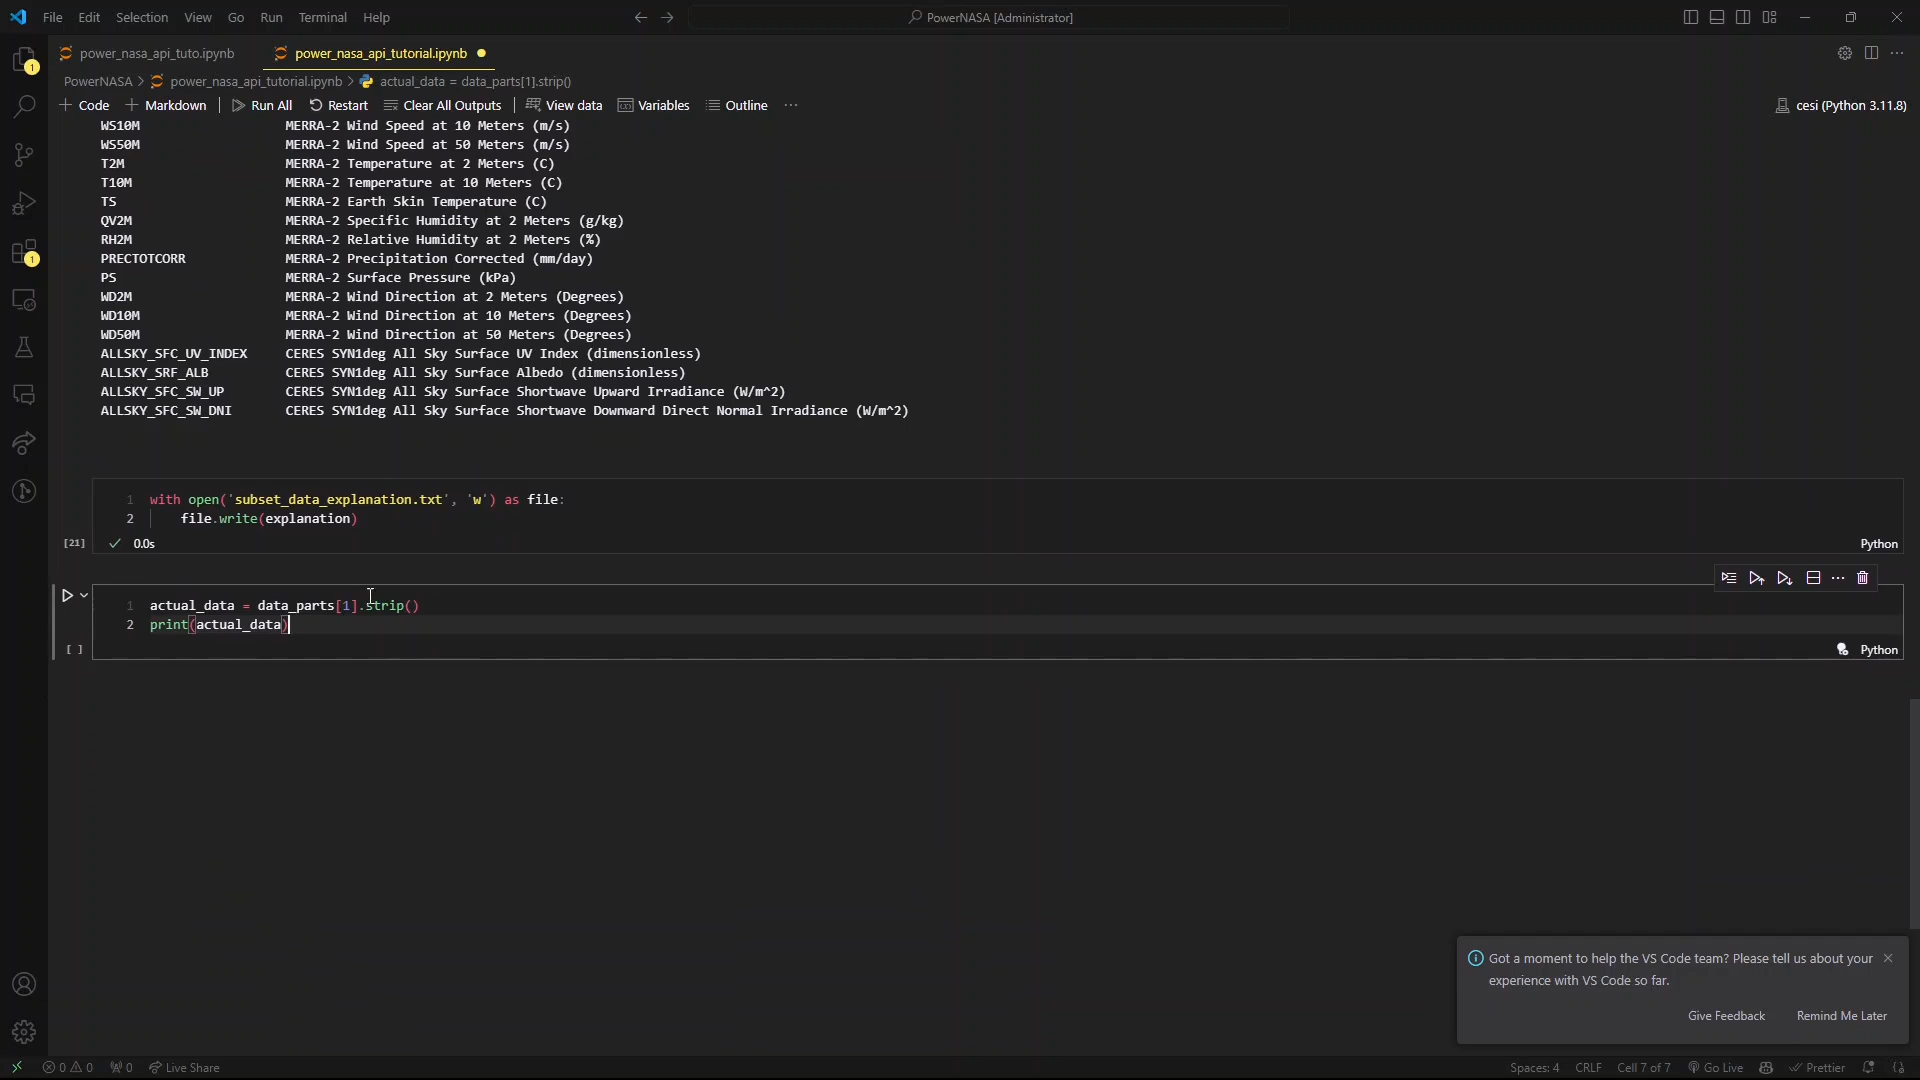 File Edit Selection View Go Run Terminal Help
PowerNASA [Administrator]
power_nasa_api_tuto.ipynb
power_nasa_api_tutorial.ipynb
PowerNASA > power_nasa_api_tutorial.ipynb > actual_data = data_parts[1].strip()
+ Code + Markdown Run All Restart Clear All Outputs View data Variables Outline ...
cesi (Python 3.11.8)
WS10M MERRA-2 Wind Speed at 10 Meters (m/s)
WS50M MERRA-2 Wind Speed at 50 Meters (m/s)
T2M MERRA-2 Temperature at 2 Meters (C)
T10M MERRA-2 Temperature at 10 Meters (C)
TS MERRA-2 Earth Skin Temperature (C)
QV2M MERRA-2 Specific Humidity at 2 Meters (g/kg)
RH2M MERRA-2 Relative Humidity at 2 Meters (%)
PRECTOTCORR MERRA-2 Precipitation Corrected (mm/day)
PS MERRA-2 Surface Pressure (kPa)
WD2M MERRA-2 Wind Direction at 2 Meters (Degrees)
WD10M MERRA-2 Wind Direction at 10 Meters (Degrees)
WD50M MERRA-2 Wind Direction at 50 Meters (Degrees)
ALLSKY_SFC_UV_INDEX CERES SYN1deg All Sky Surface UV Index (dimensionless)
ALLSKY_SRF_ALB CERES SYN1deg All Sky Surface Albedo (dimensionless)
ALLSKY_SFC_SW_UP CERES SYN1deg All Sky Surface Shortwave Upward Irradiance (W/m^2)
ALLSKY_SFC_SW_DNI CERES SYN1deg All Sky Surface Shortwave Downward Direct Normal Irradiance (W/m^2)
1 with open('subset_data_explanation.txt', 'w') as file:
2 file.write(explanation)
[21] 0.0s Python
1 actual_data = data_parts[1].strip()
2 print(actual_data)
[ ] Python
Got a moment to help the VS Code team? Please tell us about your
experience with VS Code so far.
Give Feedback Remind Me Later
0 0 0 Live Share Spaces: 4 CRLF Cell 7 of 7 Go Live Prettier
1
1